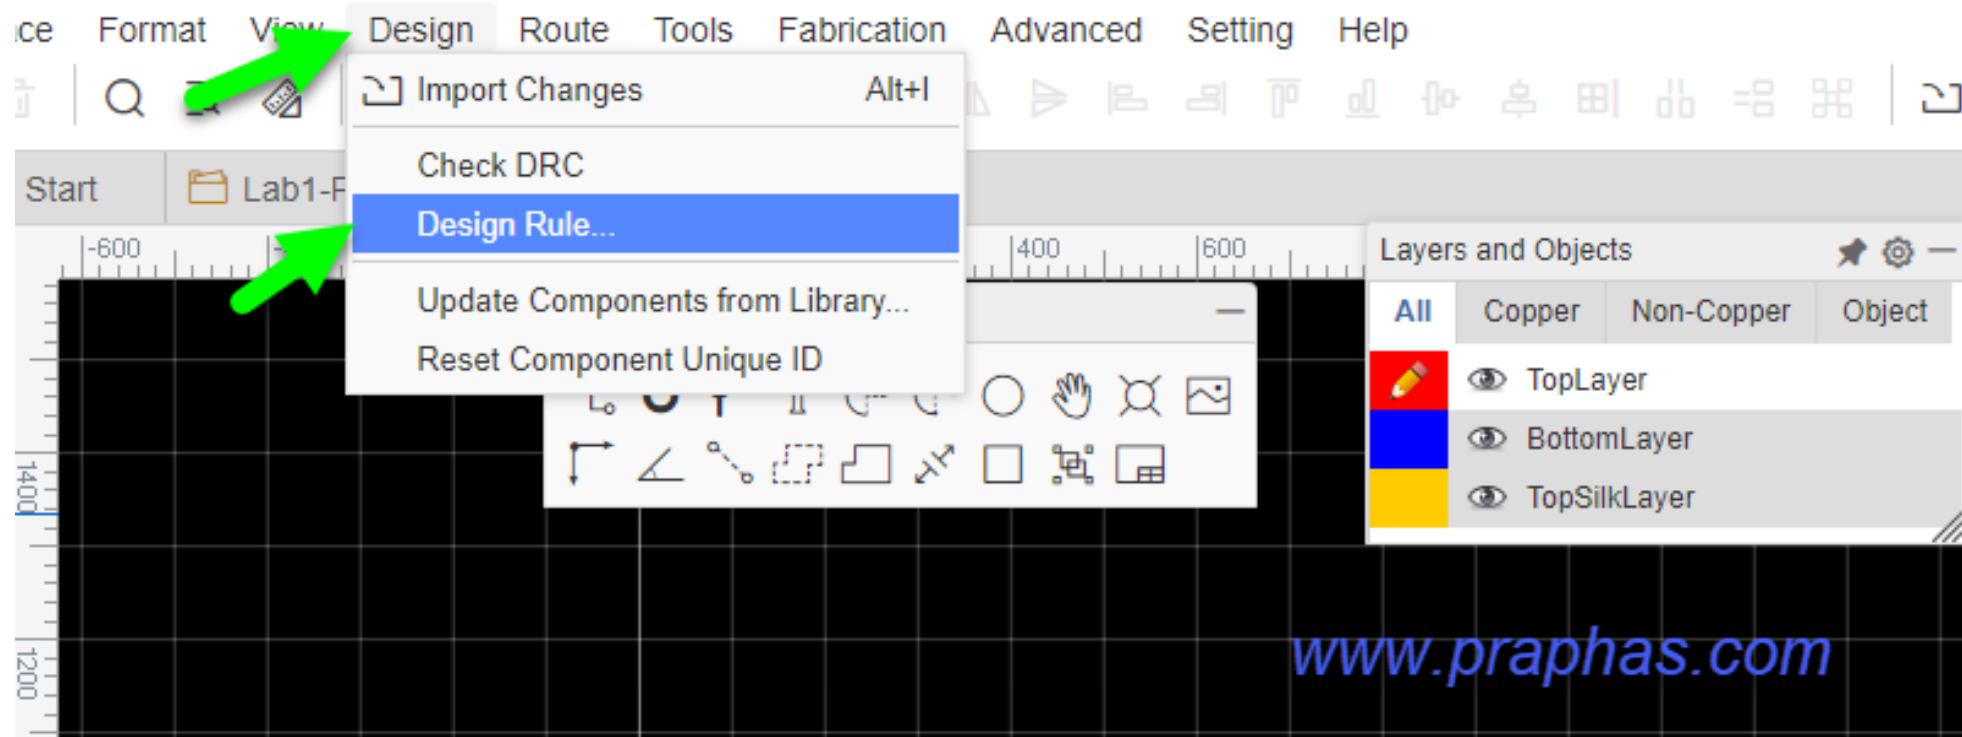 ce Format View Design Route Tools Fabrication Advanced Setting Help
Import Changes Alt+I
Check DRC
Start Lab1-
Design Rule...
-600 400 600
Layers and Objects
Update Components from Library...
All Copper Non-Copper Object
Reset Component Unique ID
TopLayer
BottomLayer
TopSilkLayer
1400
1200
www.praphas.com